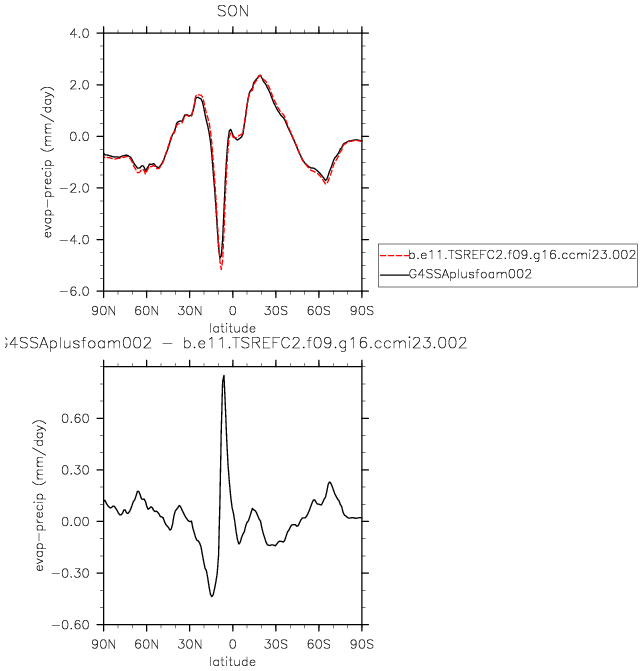 SON
4.0
2.0
0.0
−2.0
−4.0
−6.0
evap−precip (mm/day)
90N 60N 30N 0 30S 60S 90S
latitude
b.e11.TSREFC2.f09.g16.ccmi23.002
G4SSAplusfoam002
G4SSAplusfoam002 − b.e11.TSREFC2.f09.g16.ccmi23.002
0.60
0.30
0.00
−0.30
−0.60
evap−precip (mm/day)
90N 60N 30N 0 30S 60S 90S
latitude